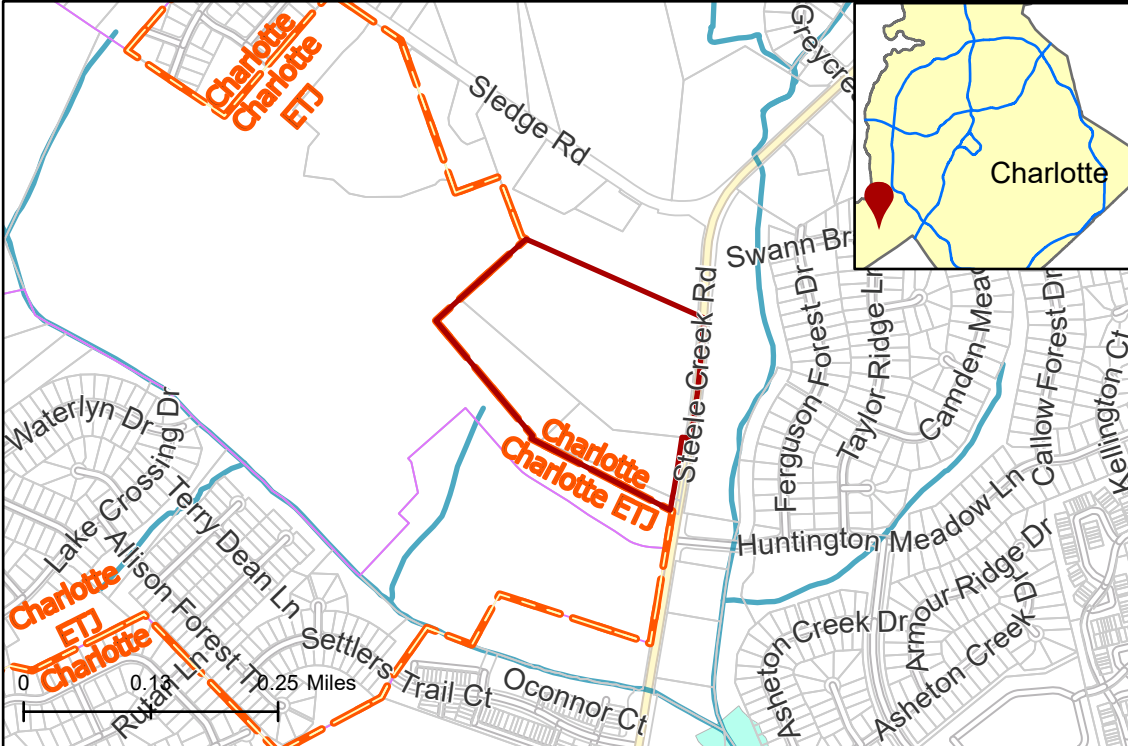 Charlotte
Charlotte
ETJ
Sledge Rd
Greycre
Charlotte
Swann Br
Steele Creek Rd
Ferguson Forest Dr
Taylor Ridge Ln
Camden Mead
Callow Forest Dr
Kellington Ct
Waterlyn Dr
Lake Crossing Dr
Charlotte
Charlotte ETJ
Terry Dean Ln
Allison Forest Tl
Huntington Meadow Ln
Armour Ridge Dr
Charlotte
ETJ
Charlotte
Settlers Trail Ct
Oconnor Ct
Asheton Creek Dr
Asheton Creek Dr
Rutan Ln
0 0.13 0.25 Miles